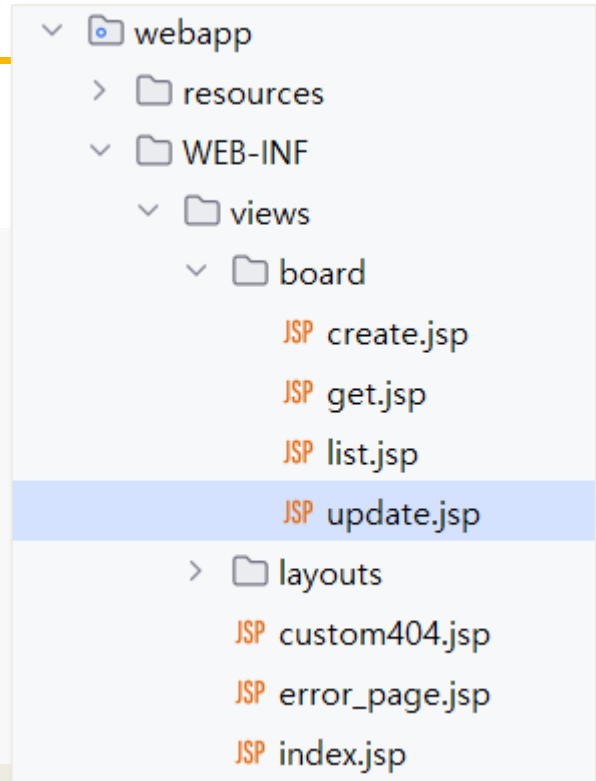 webapp
resources
WEB-INF
views
board
JSP create.jsp
JSP get.jsp
JSP list.jsp
JSP update.jsp
layouts
JSP custom404.jsp
JSP error_page.jsp
JSP index.jsp